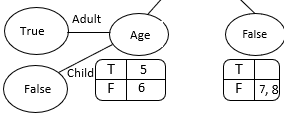 Adult
True
Age
False
Child
False
T 5
F 6
T
F 7, 8